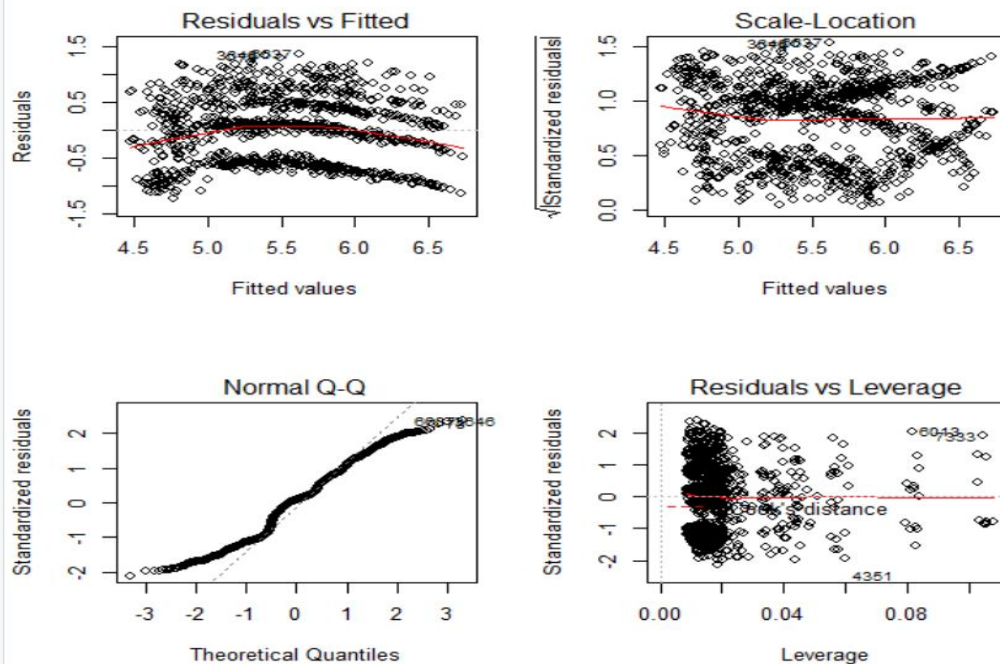 Residuals vs Fitted
Residuals
1.5
0.5
-0.5
-1.5
4.5 5.0 5.5 6.0 6.5
Fitted values
Scale-Location
√|Standardized residuals|
1.5
1.0
0.5
0.0
4.5 5.0 5.5 6.0 6.5
Fitted values
Normal Q-Q
Standardized residuals
2
1
0
-1
-2
-3 -2 -1 0 1 2 3
Theoretical Quantiles
Residuals vs Leverage
Standardized residuals
2
1
0
-1
-2
6013
7333
distance
4351
0.00 0.04 0.08
Leverage